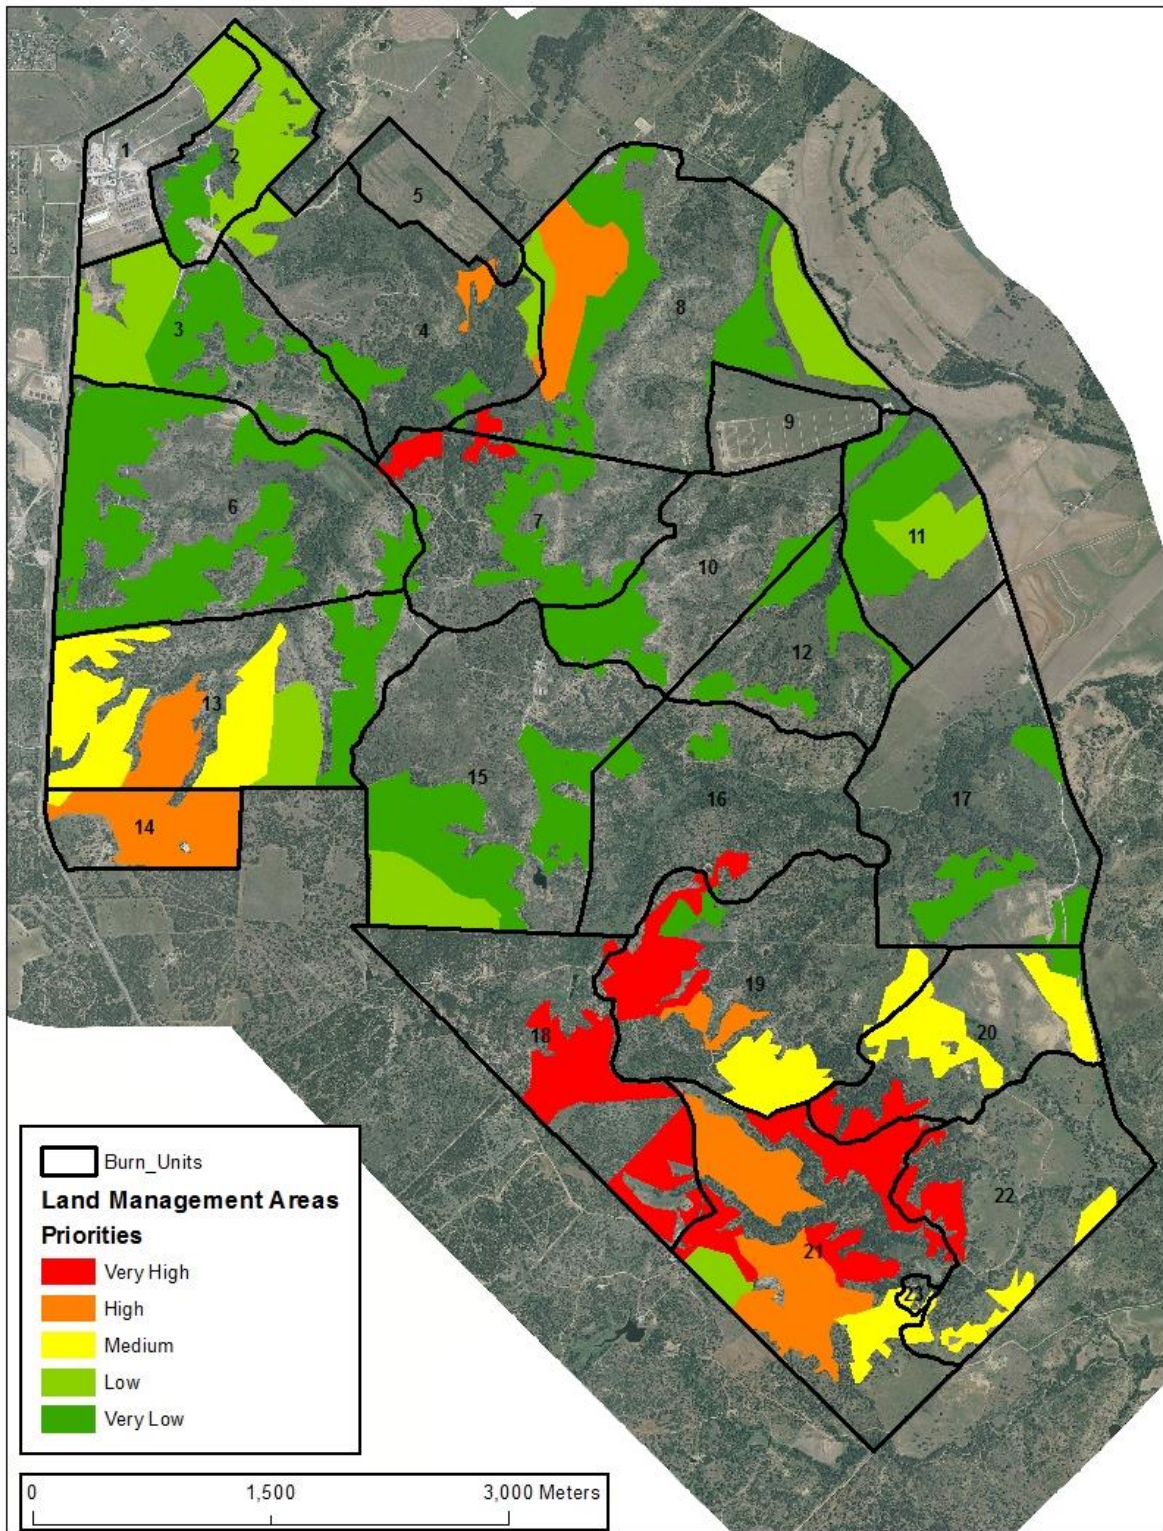 1
2
5
3
4
8
9
6
7
11
10
12
13
15
16
17
14
19
18
20
22
21
23
Burn_Units
Land Management Areas
Priorities
Very High
High
Medium
Low
Very Low
0 1,500 3,000 Meters